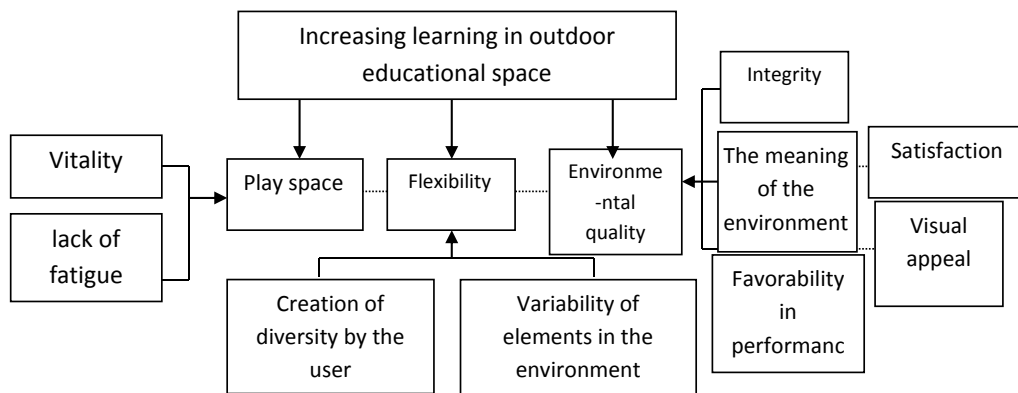 Increasing learning in outdoor
educational space
Integrity
Vitality
Play space
Flexibility
Environme
-ntal
quality
The meaning
of the
environment
Satisfaction
lack of
fatigue
Visual
appeal
Creation of
diversity by the
user
Variability of
elements in the
environment
Favorability
in
performanc